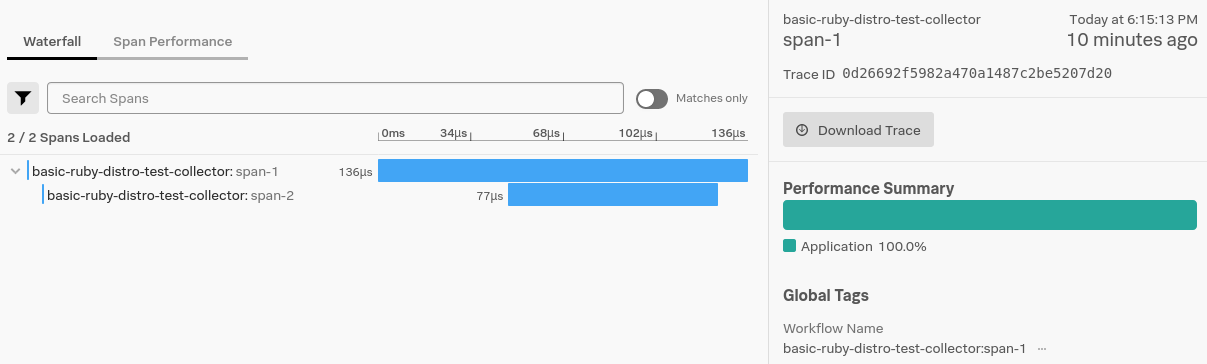 Waterfall
Span Performance
Search Spans
Matches only
2 / 2 Spans Loaded
0ms 34µs 68µs 102µs 136µs
basic-ruby-distro-test-collector: span-1 136µs
basic-ruby-distro-test-collector: span-2 77µs
basic-ruby-distro-test-collector Today at 6:15:13 PM
span-1 10 minutes ago
Trace ID 0d26692f5982a470a1487c2be5207d20
Download Trace
Performance Summary
Application 100.0%
Global Tags
Workflow Name
basic-ruby-distro-test-collector:span-1 ...